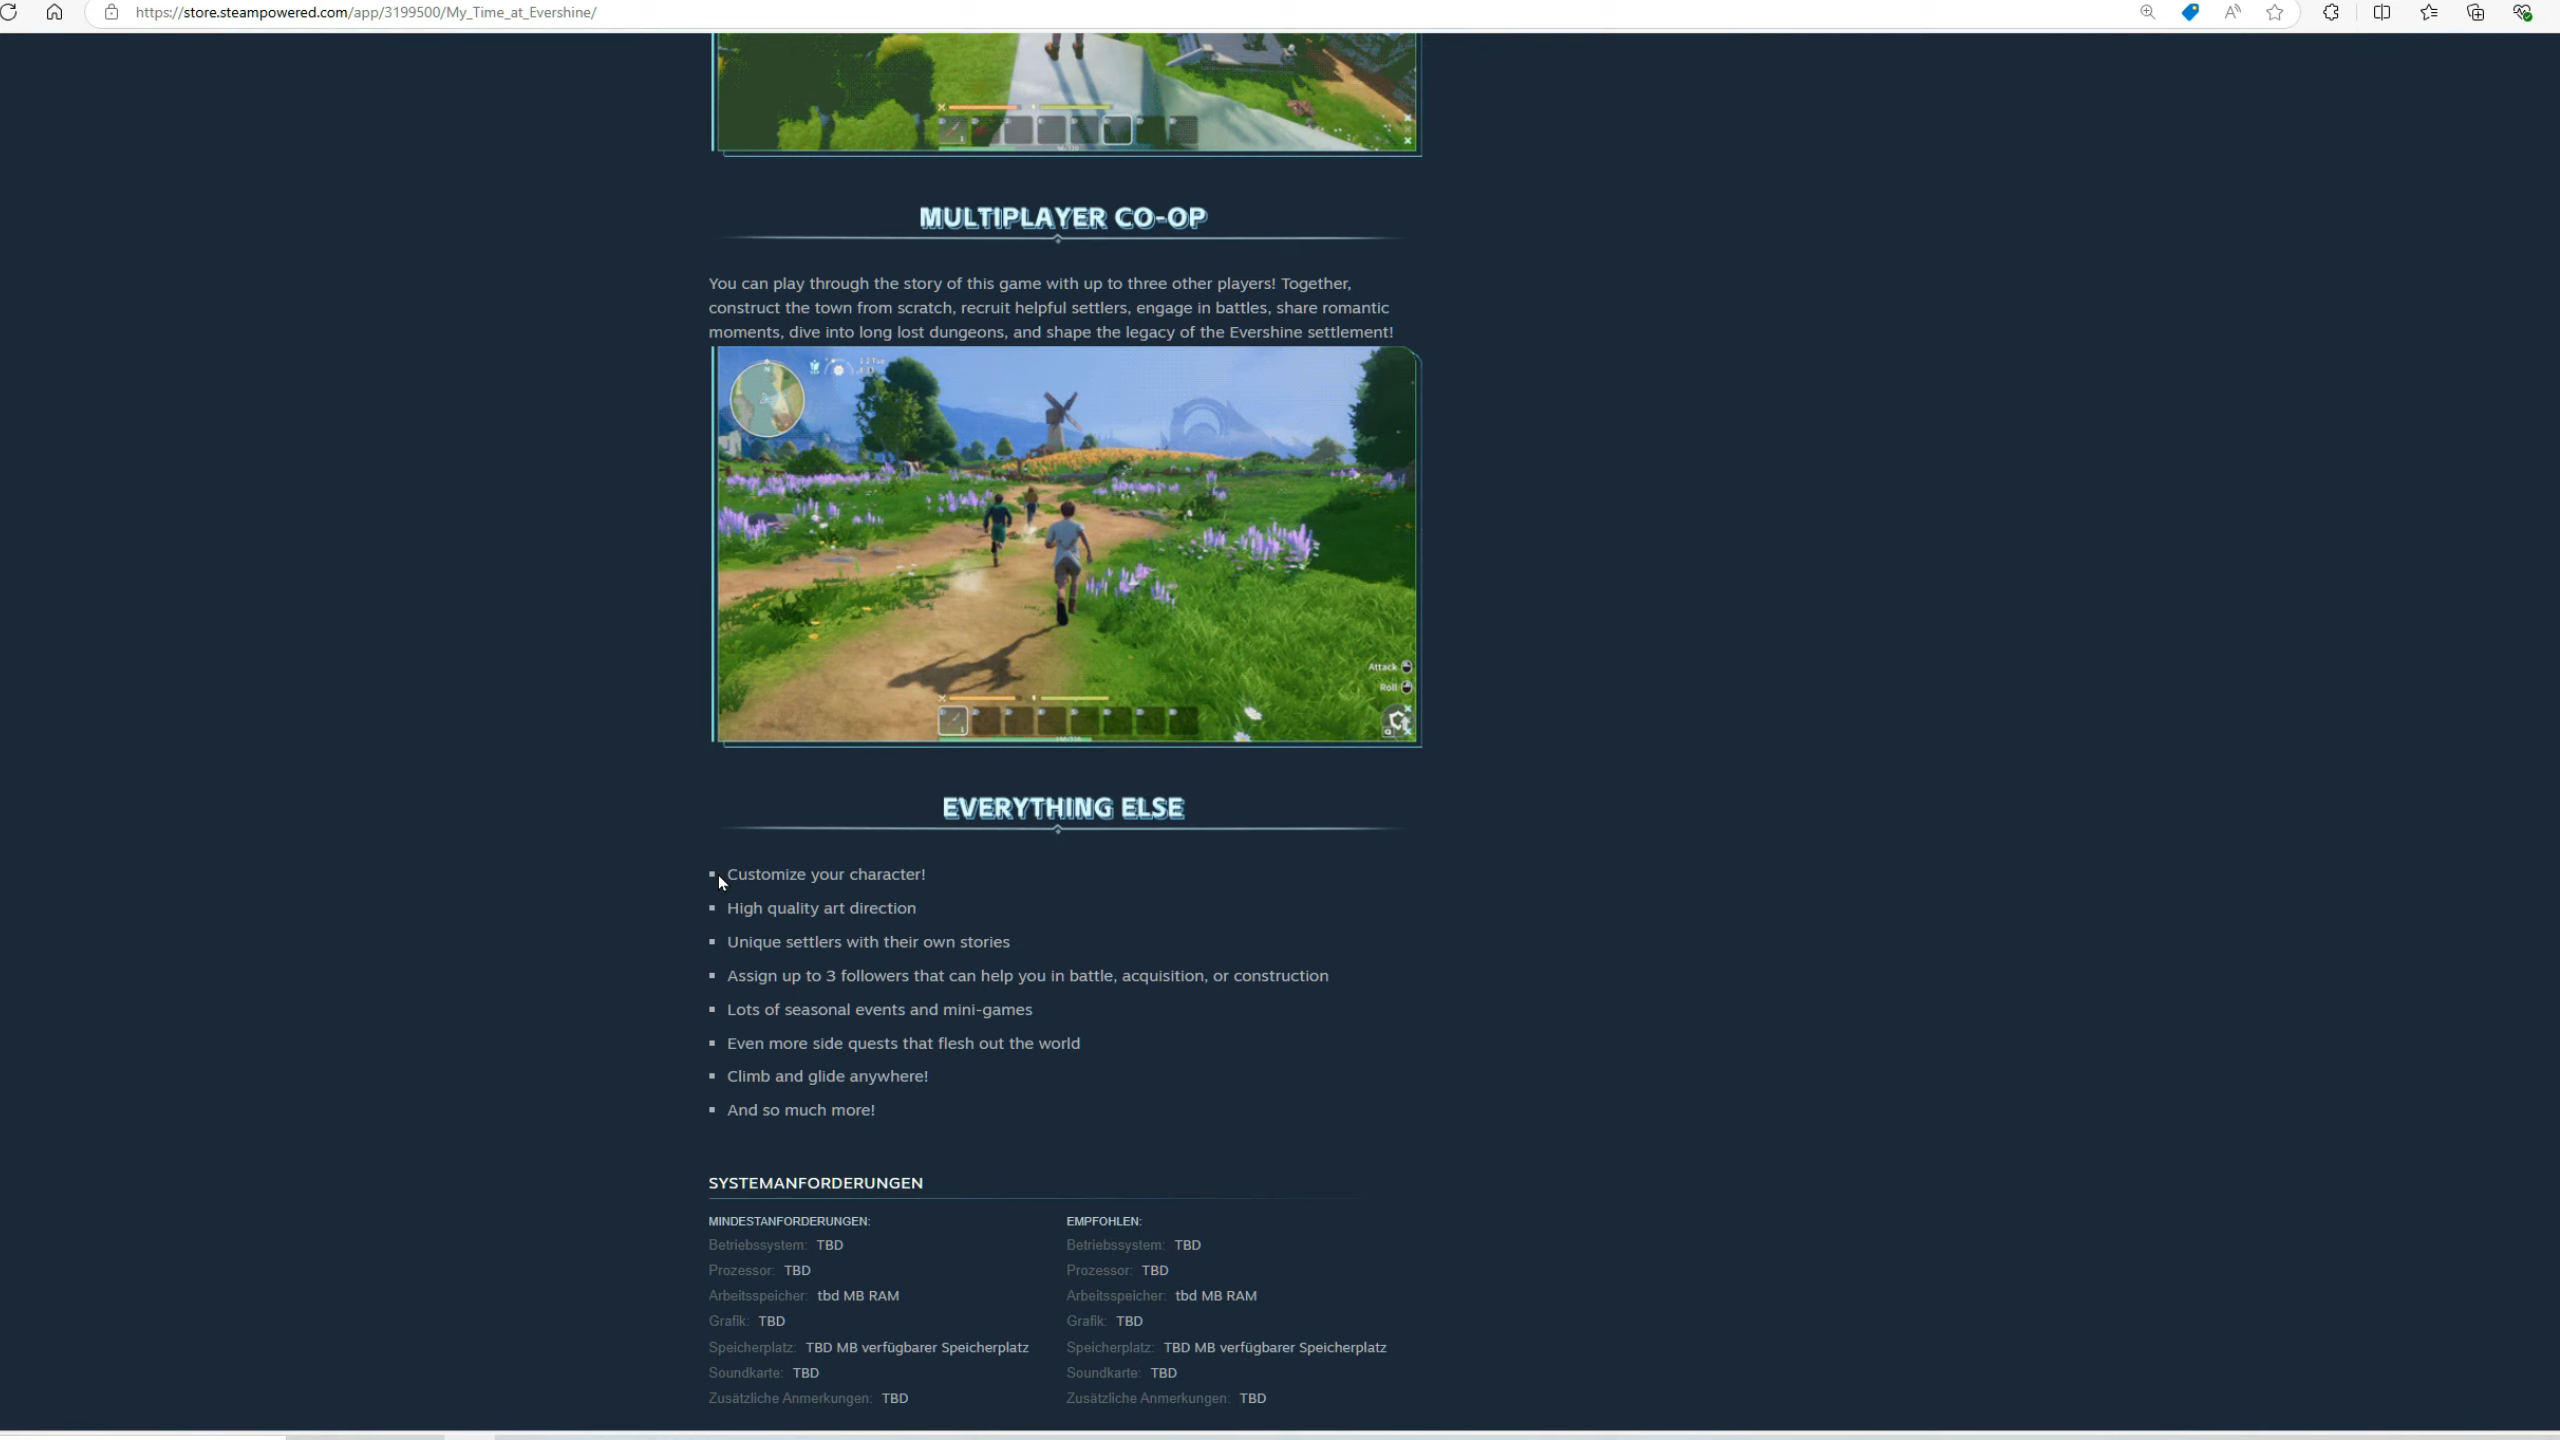 https://store.steampowered.com/app/3199500/My_Time_at_Evershine/
MULTIPLAYER CO-OP
You can play through the story of this game with up to three other players! Together,
construct the town from scratch, recruit helpful settlers, engage in battles, share romantic
moments, dive into long lost dungeons, and shape the legacy of the Evershine settlement!
Attack
Roll
EVERYTHING ELSE
Customize your character!
High quality art direction
Unique settlers with their own stories
Assign up to 3 followers that can help you in battle, acquisition, or construction
Lots of seasonal events and mini-games
Even more side quests that flesh out the world
Climb and glide anywhere!
And so much more!
SYSTEMANFORDERUNGEN
MINDESTANFORDERUNGEN:
Betriebssystem: TBD
Prozessor: TBD
Arbeitsspeicher: tbd MB RAM
Grafik: TBD
Speicherplatz: TBD MB verfügbarer Speicherplatz
Soundkarte: TBD
Zusätzliche Anmerkungen: TBD
EMPFOHLEN:
Betriebssystem: TBD
Prozessor: TBD
Arbeitsspeicher: tbd MB RAM
Grafik: TBD
Speicherplatz: TBD MB verfügbarer Speicherplatz
Soundkarte: TBD
Zusätzliche Anmerkungen: TBD